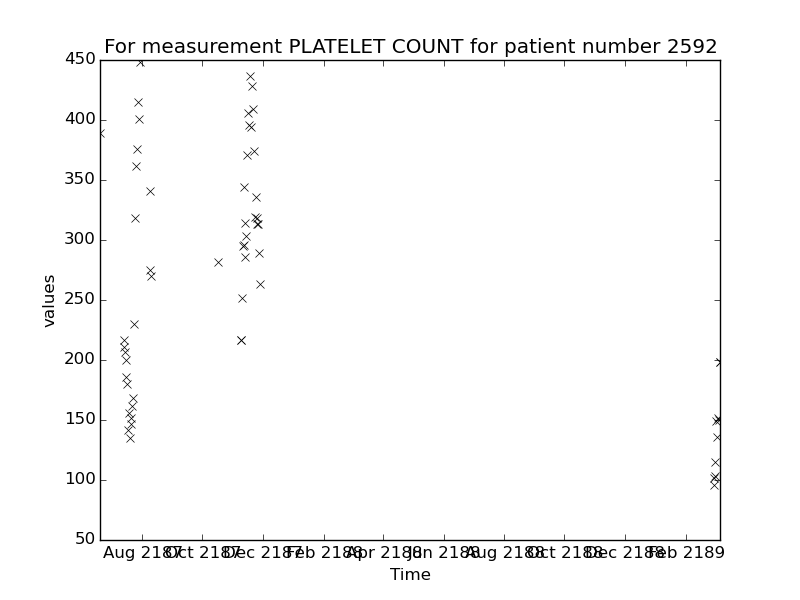 For measurement PLATELET COUNT for patient number 2592
450
400
350
300
250
200
150
100
50
values
Aug 2187 Oct 2187 Dec 2187 Feb 2188 Apr 2188 Jun 2188 Aug 2188 Oct 2188 Dec 2188 Feb 2189
Time